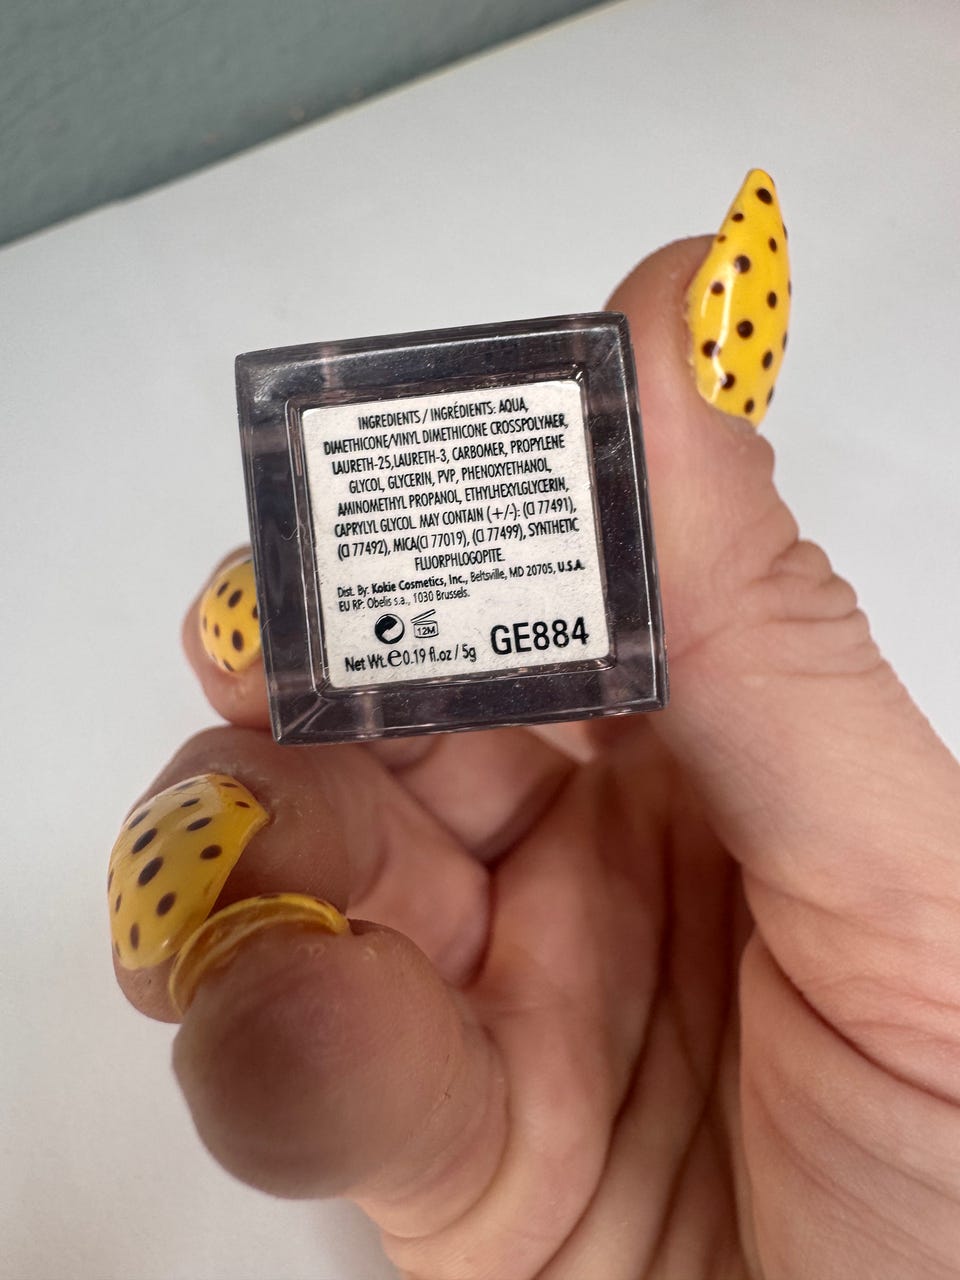 INGREDIENTS / INGRÉDIENTS: AQUA,
DIMETHICONE/VINYL DIMETHICONE CROSSPOLYMER,
LAURETH-25,LAURETH-3, CARBOMER, PROPYLENE
GLYCOL, GLYCERIN, PVP, PHENOXYETHANOL,
AMINOMETHYL PROPANOL, ETHYLHEXYLGLYCERIN,
CAPRYLYL GLYCOL. MAY CONTAIN (+/-): (CI 77491),
(CI 77492), MICA(CI 77019), (CI 77499), SYNTHETIC
FLUORPHLOGOPITE.
Dist. By: Kokie Cosmetics, Inc., Beltsville, MD 20705, U.S.A.
EU RP: Obelis s.a., 1030 Brussels.
12M
Net Wt.℮0.19 fl.oz / 5g GE884